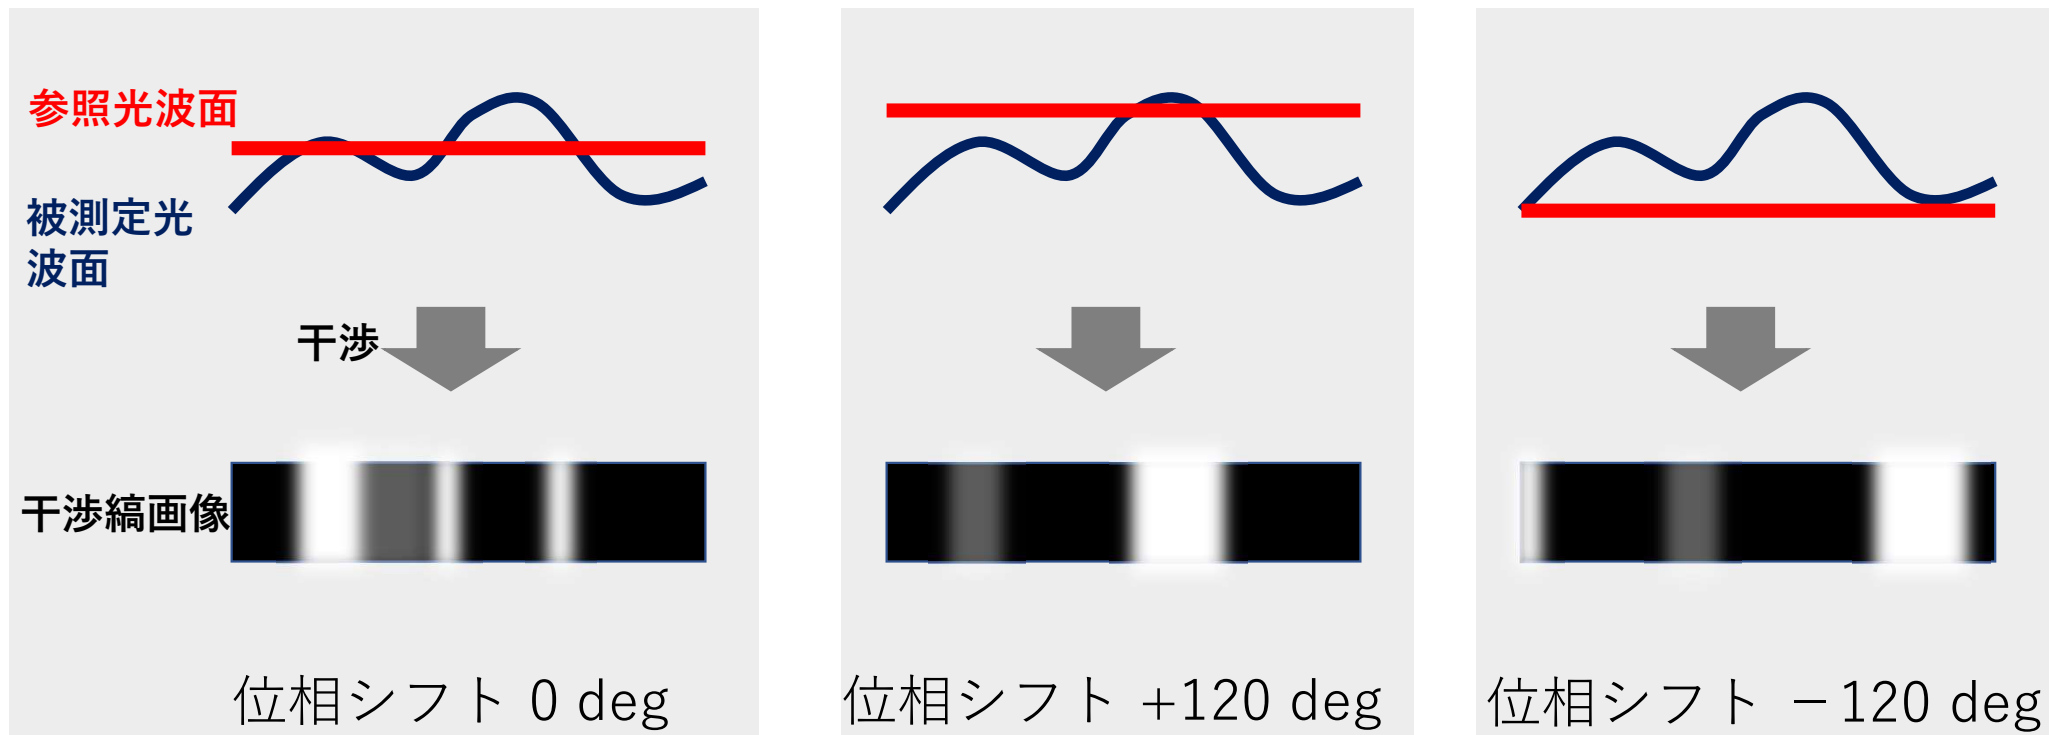 参照光波面
被測定光
波面
干渉
干渉縞画像
位相シフト 0 deg
位相シフト +120 deg
位相シフト －120 deg